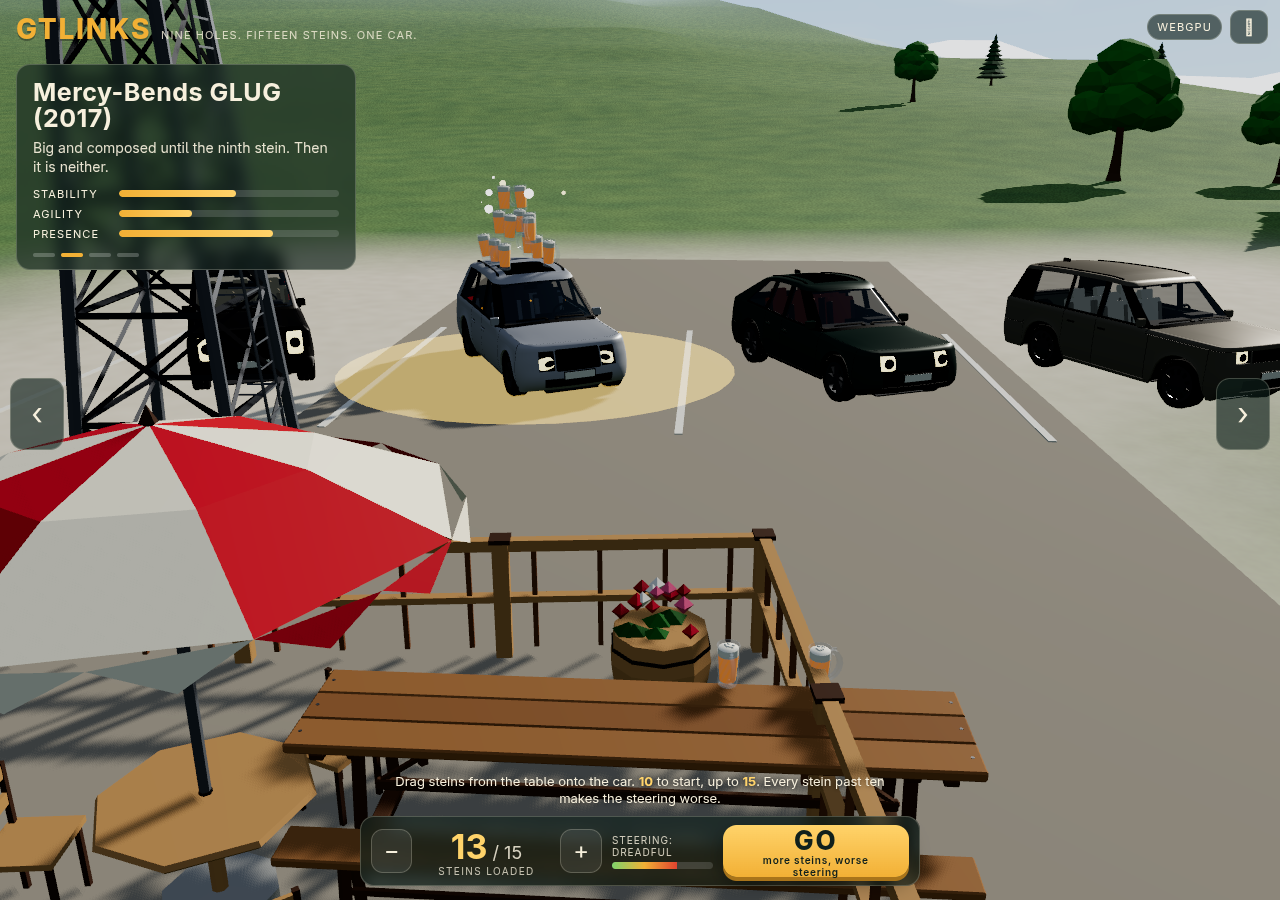 GTLINKS NINE HOLES. FIFTEEN STEINS. ONE CAR.
WEBGPU
Mercy-Bends GLUG
(2017)
Big and composed until the ninth stein. Then
it is neither.
STABILITY
AGILITY
PRESENCE
Drag steins from the table onto the car. 10 to start, up to 15. Every stein past ten
makes the steering worse.
− 13 / 15 +
STEINS LOADED
STEERING:
DREADFUL
GO
more steins, worse
steering